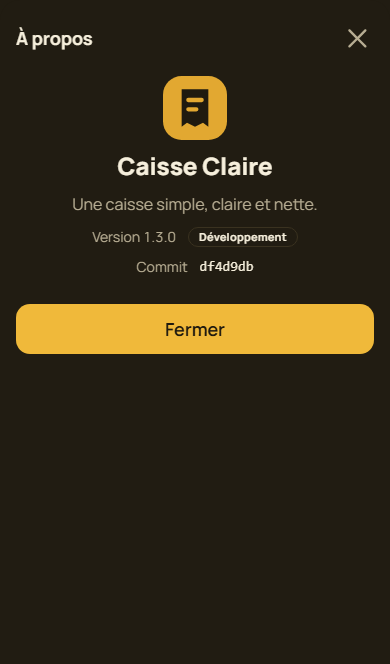 À propos
Caisse Claire
Une caisse simple, claire et nette.
Version 1.3.0 Développement
Commit df4d9db
Fermer